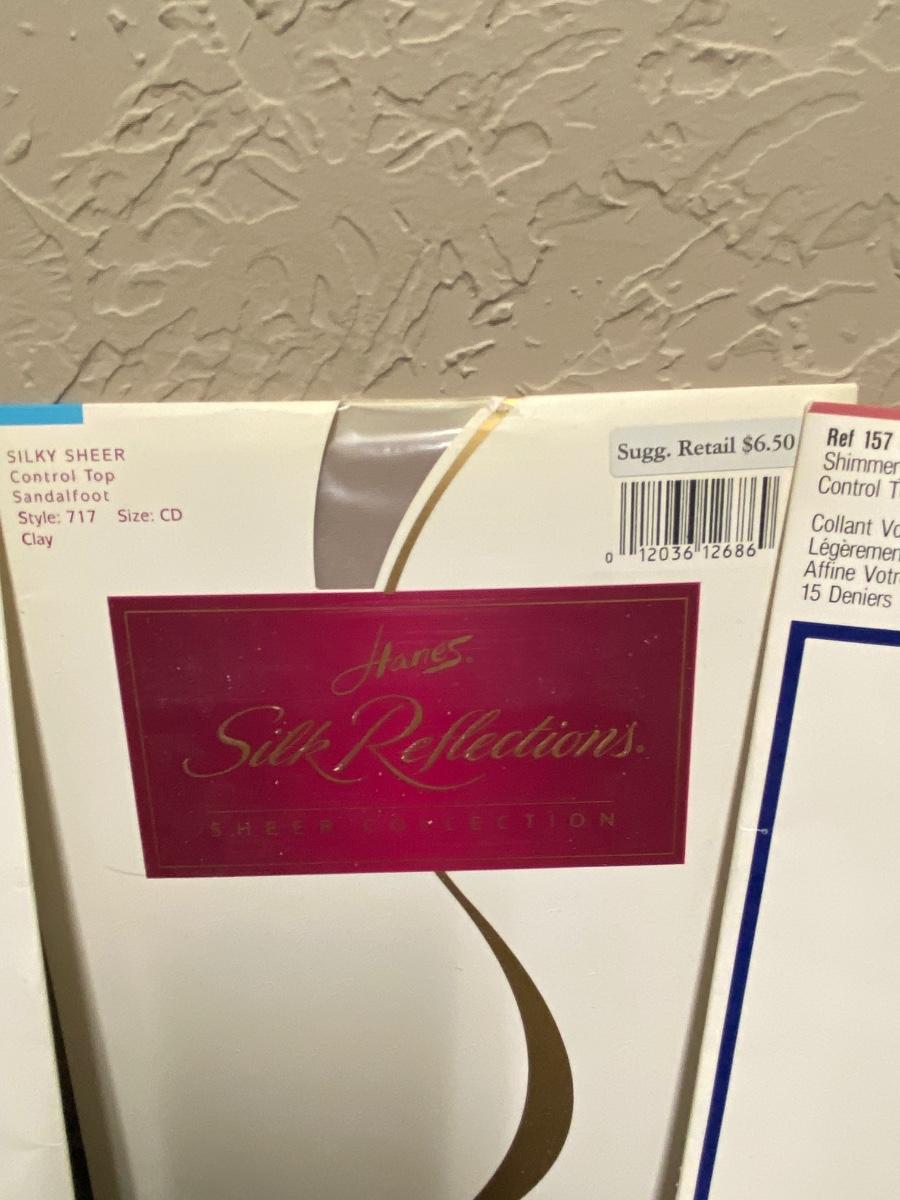 SILKY SHEER
Control Top
Sandalfoot
Style: 717 Size: CD
Clay
Sugg. Retail $6.50
0 12036 12686
Hanes.
Silk Reflections.
SHEER COLLECTION
Ref 157
Shimmer
Control T
Collant Vo
Légèremen
Affine Votr
15 Deniers